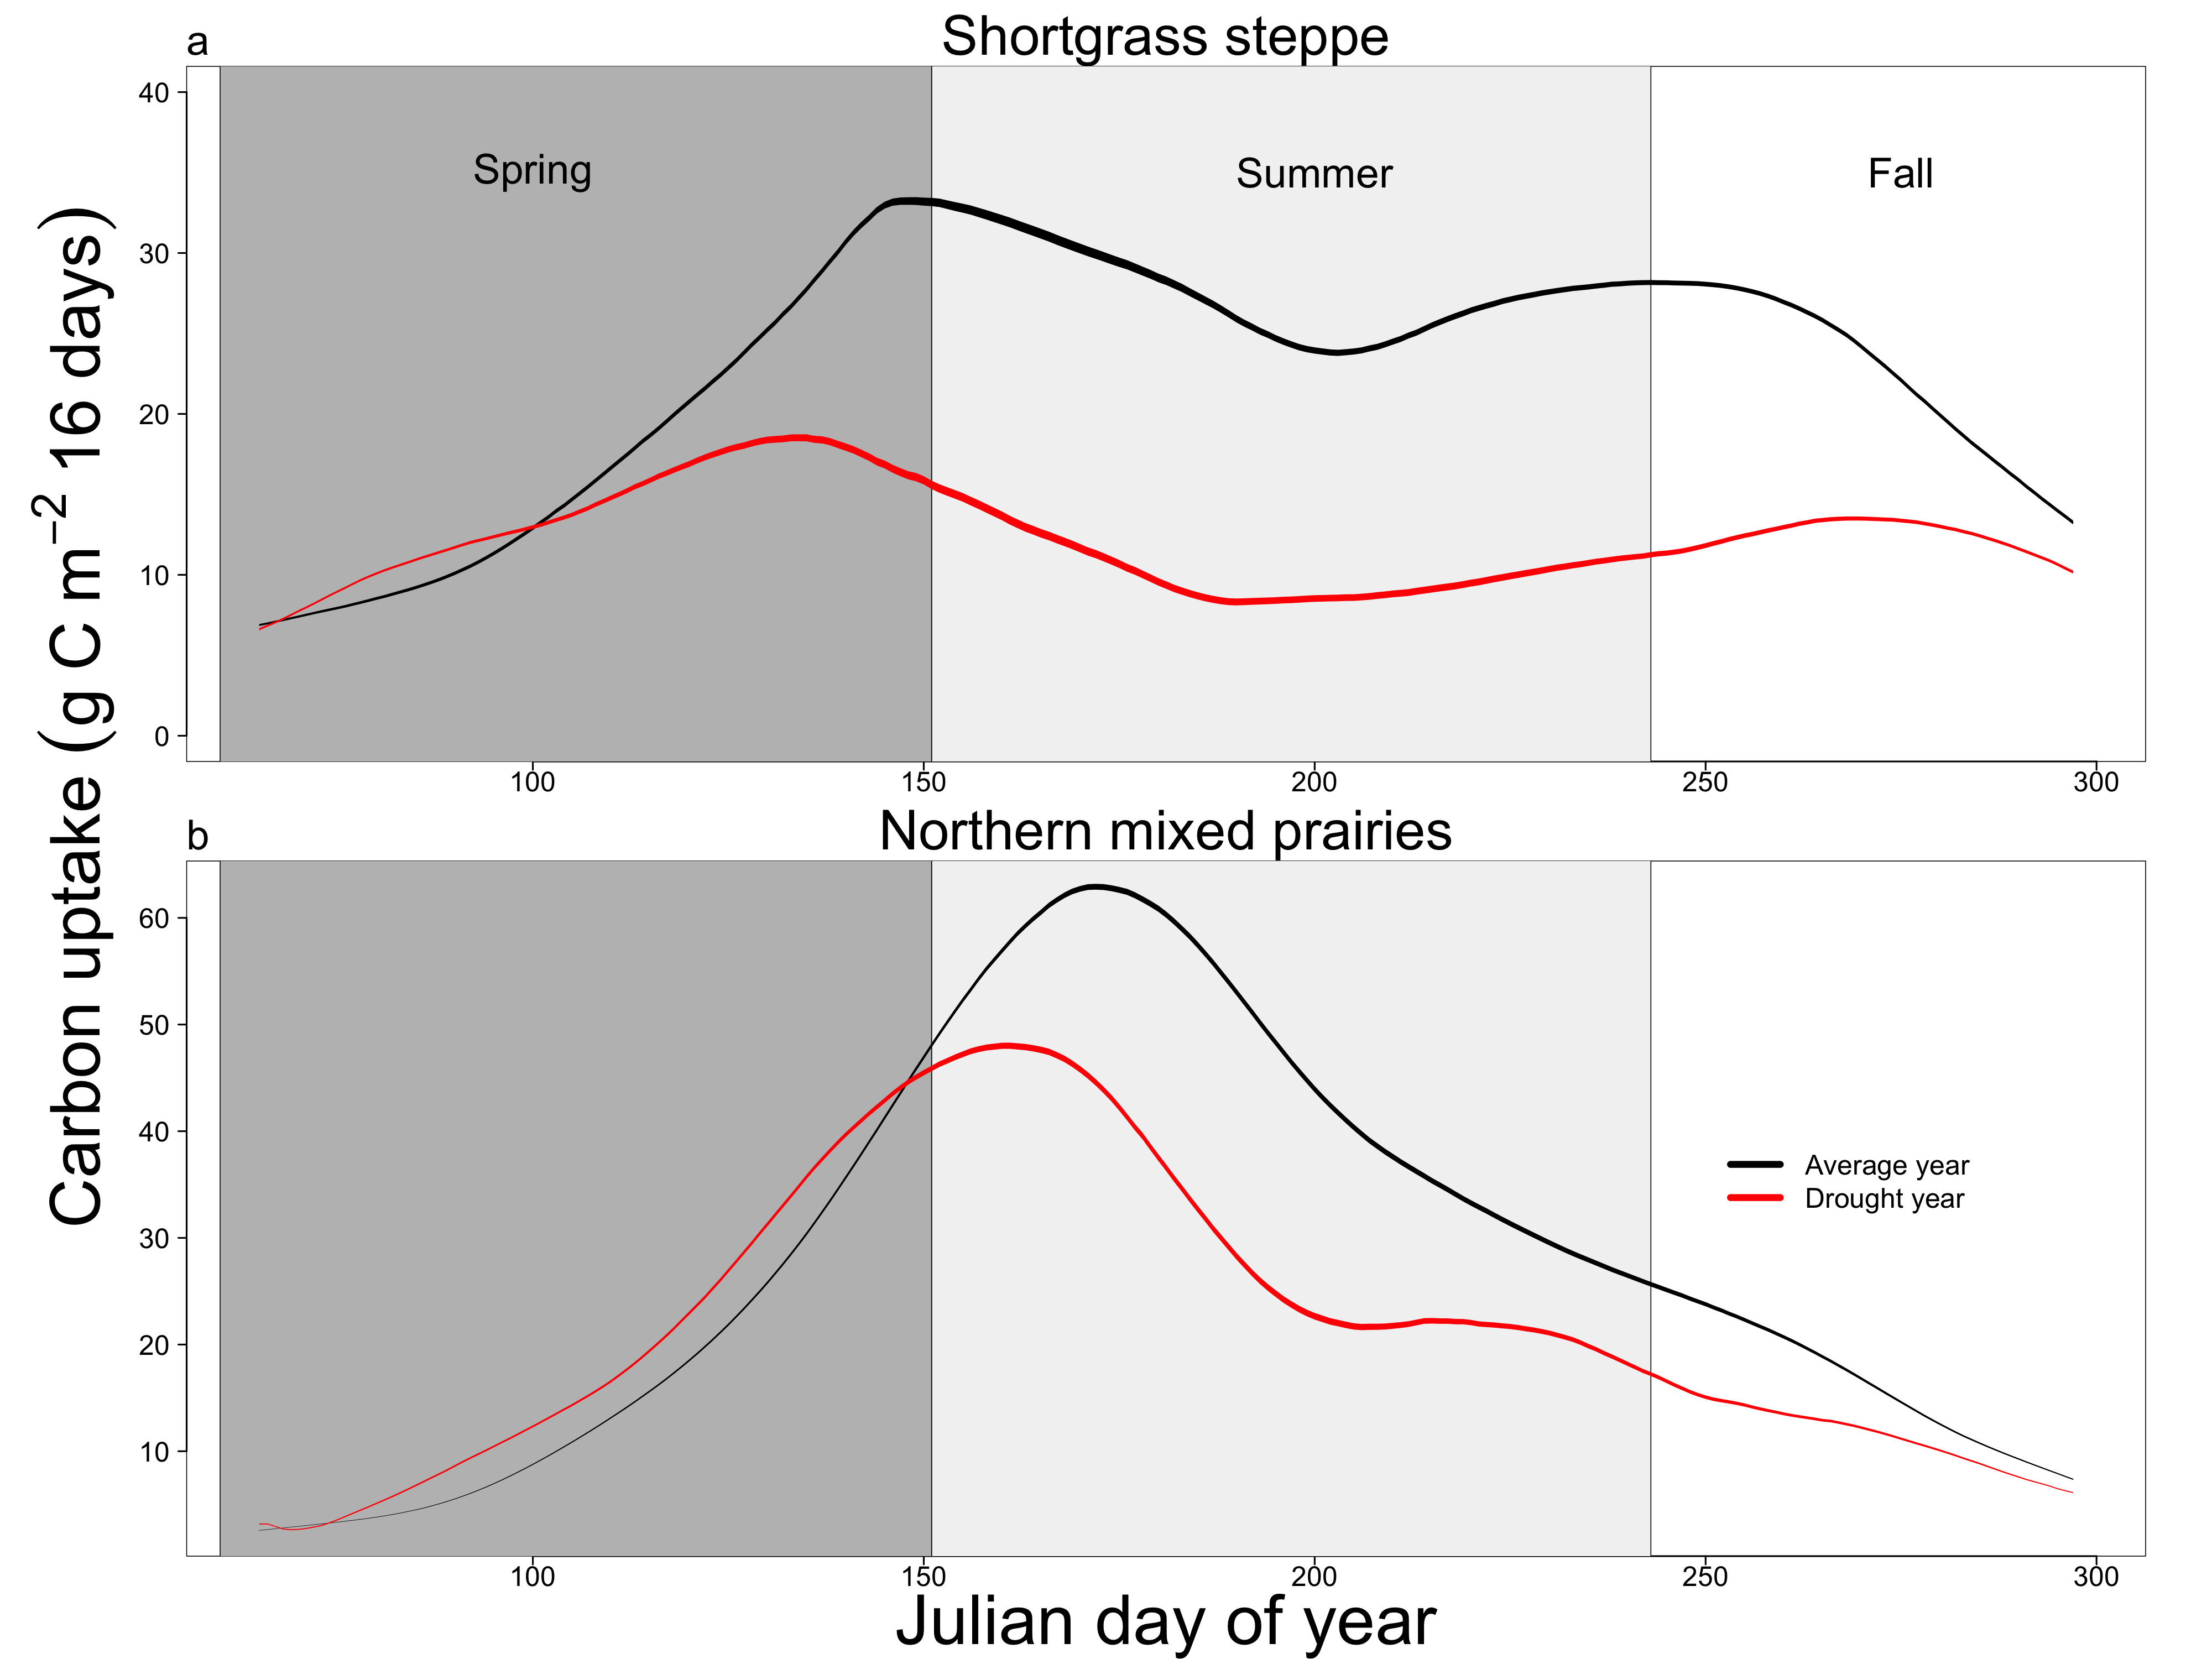 a
Shortgrass steppe
Spring
Summer
Fall
40
30
20
10
0
100
150
200
250
300
Carbon uptake (g C m−2 16 days)
b
Northern mixed prairies
60
50
40
30
20
10
Average year
Drought year
100
150
200
250
300
Julian day of year